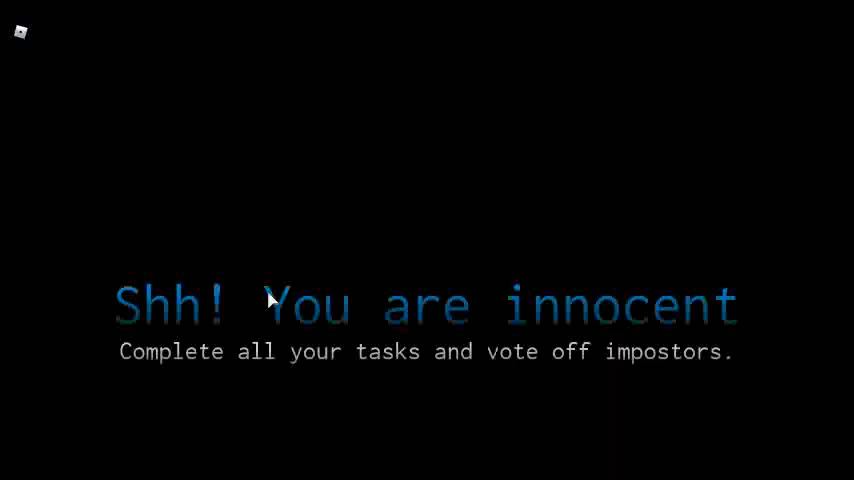 Shh! You are innocent
Complete all your tasks and vote off impostors.